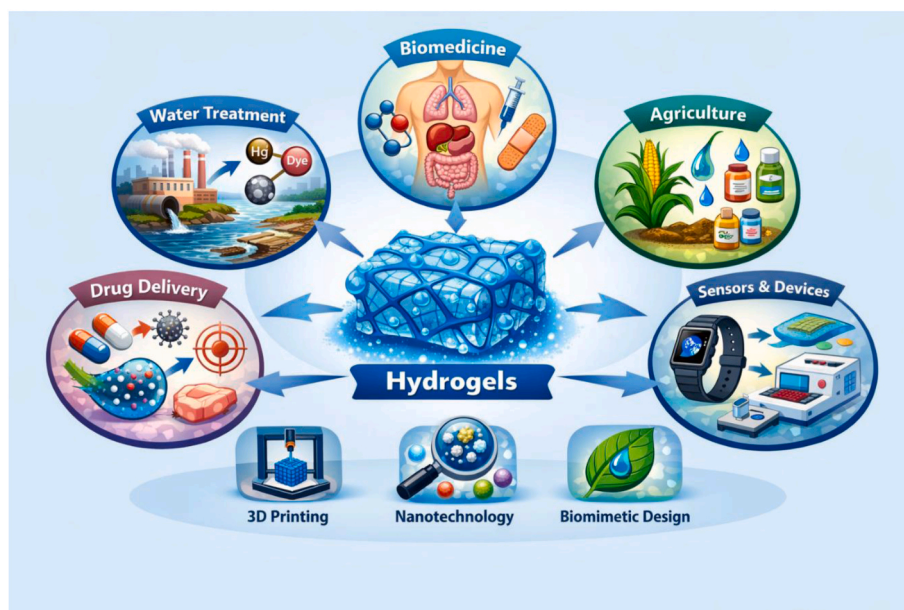 Biomedicine
Water Treatment
Agriculture
Hg
Dye
Drug Delivery
Sensors & Devices
Hydrogels
3D Printing
Nanotechnology
Biomimetic Design